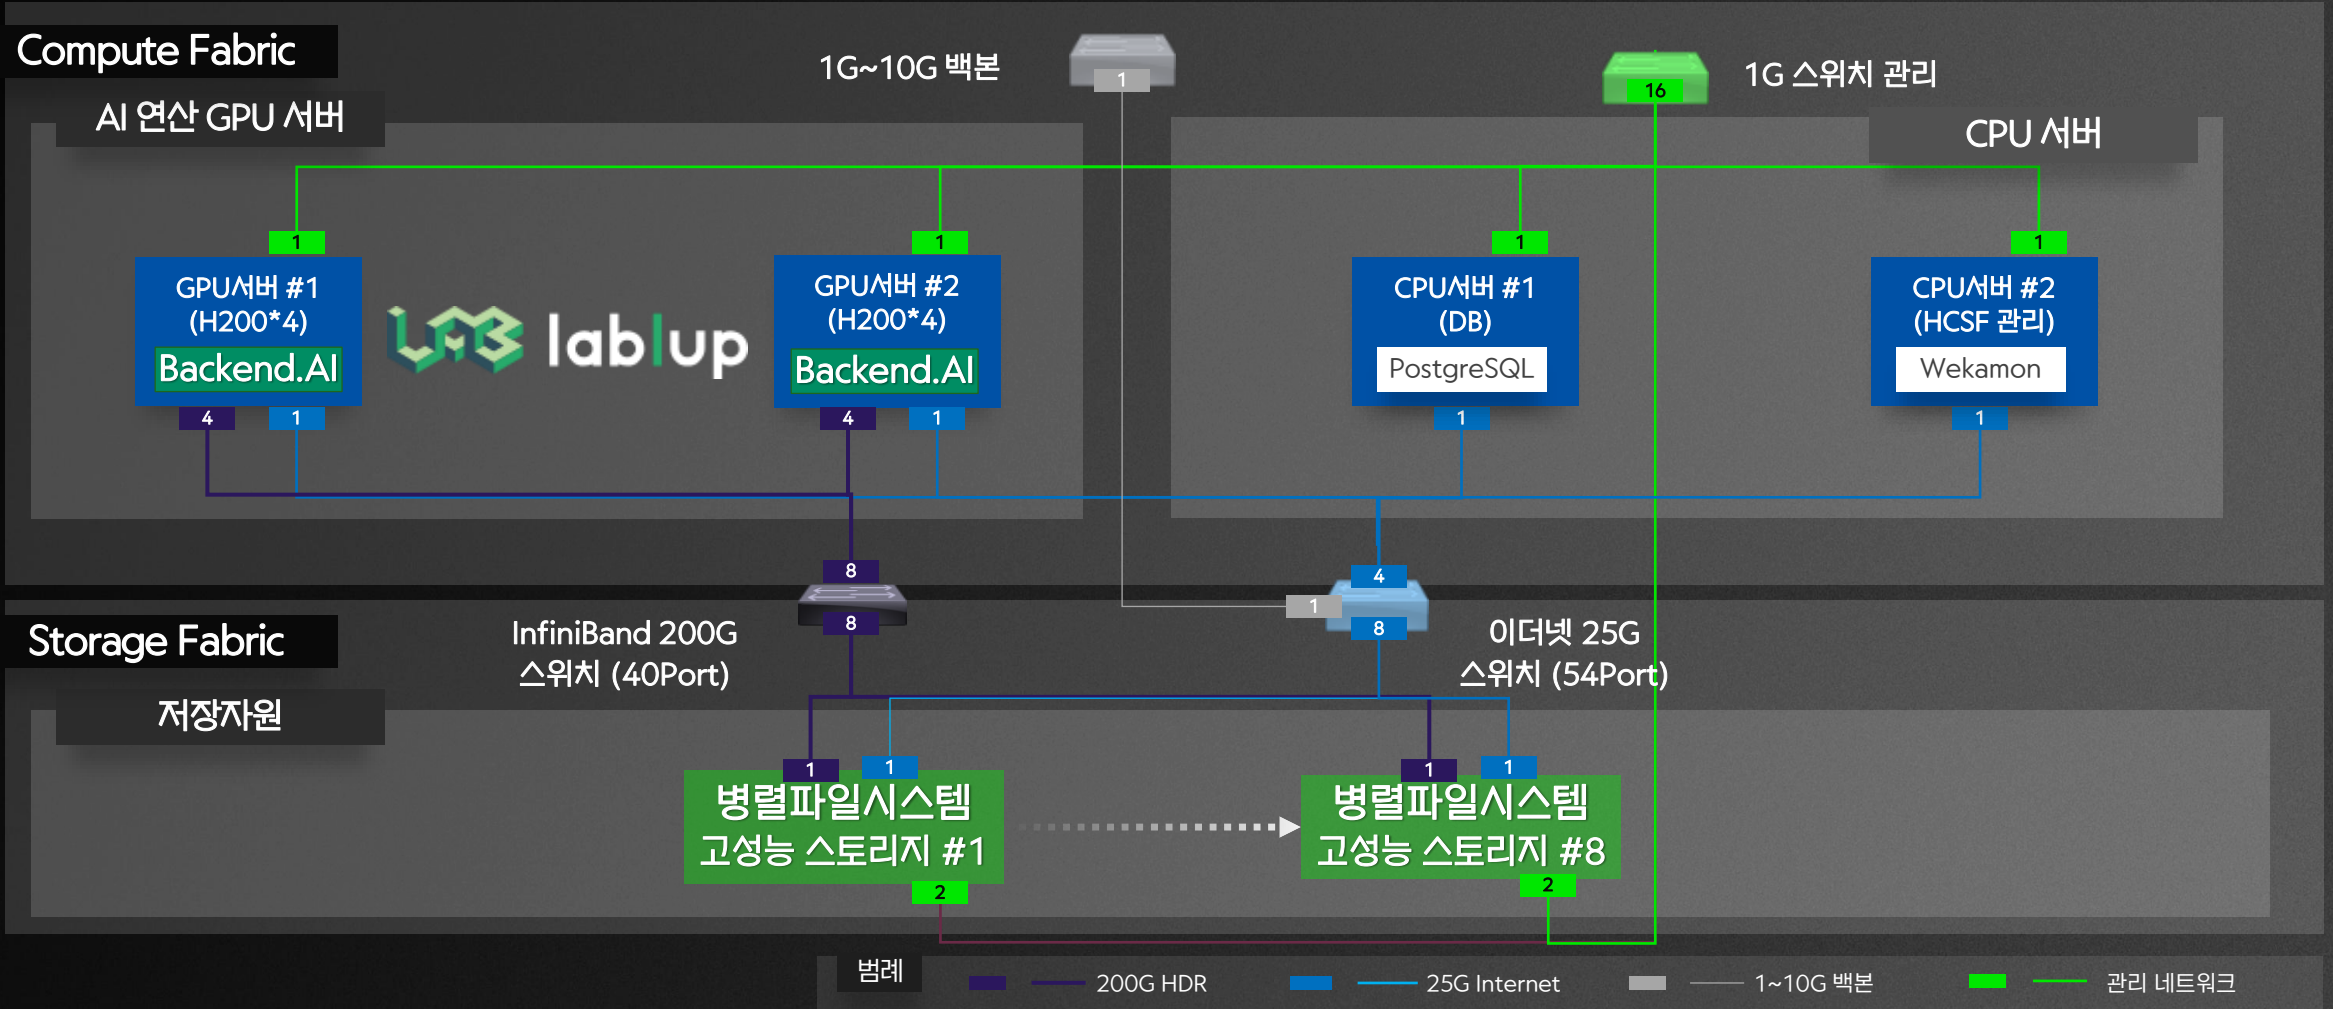 Compute Fabric
1G~10G 백본
1
1G 스위치 관리
16
AI 연산 GPU 서버
CPU 서버
1
1
1
1
GPU서버 #1
(H200*4)
Backend.AI
lablup
GPU서버 #2
(H200*4)
Backend.AI
CPU서버 #1
(DB)
PostgreSQL
CPU서버 #2
(HCSF 관리)
Wekamon
4
1
4
1
1
1
8
8
4
1
8
Storage Fabric
InfiniBand 200G
스위치 (40Port)
이더넷 25G
스위치 (54Port)
저장자원
1
1
1
1
병렬파일시스템
고성능 스토리지 #1
2
병렬파일시스템
고성능 스토리지 #8
2
범례
200G HDR
25G Internet
1~10G 백본
관리 네트워크